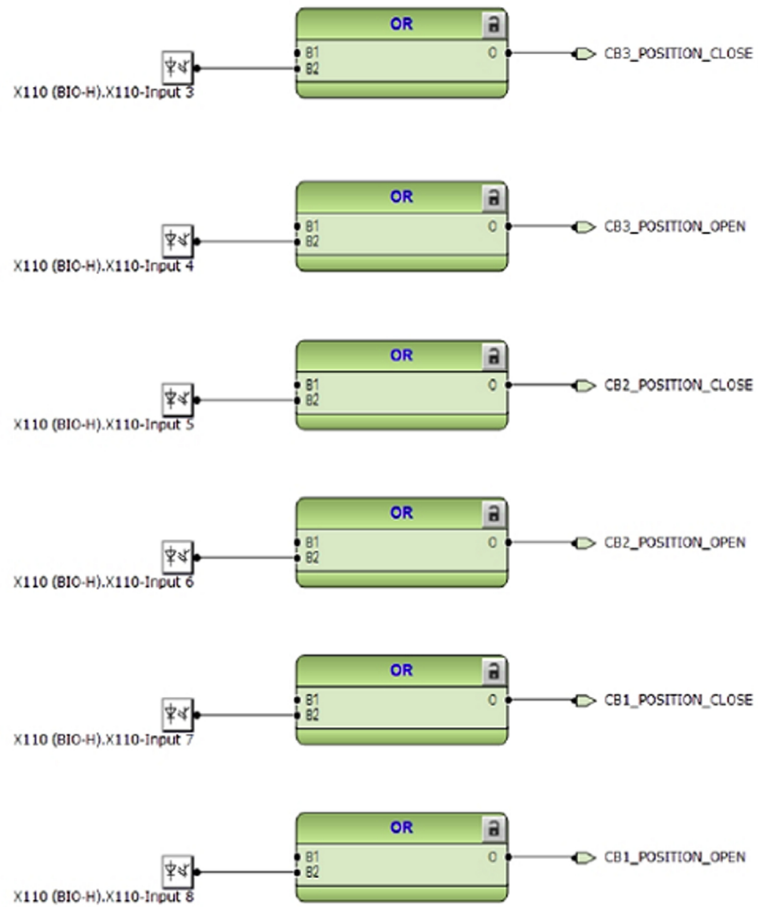 OR
B1 O CB3_POSITION_CLOSE
B2
X110 (BIO-H).X110-Input 3
OR
B1 O CB3_POSITION_OPEN
B2
X110 (BIO-H).X110-Input 4
OR
B1 O CB2_POSITION_CLOSE
B2
X110 (BIO-H).X110-Input 5
OR
B1 O CB2_POSITION_OPEN
B2
X110 (BIO-H).X110-Input 6
OR
B1 O CB1_POSITION_CLOSE
B2
X110 (BIO-H).X110-Input 7
OR
B1 O CB1_POSITION_OPEN
B2
X110 (BIO-H).X110-Input 8